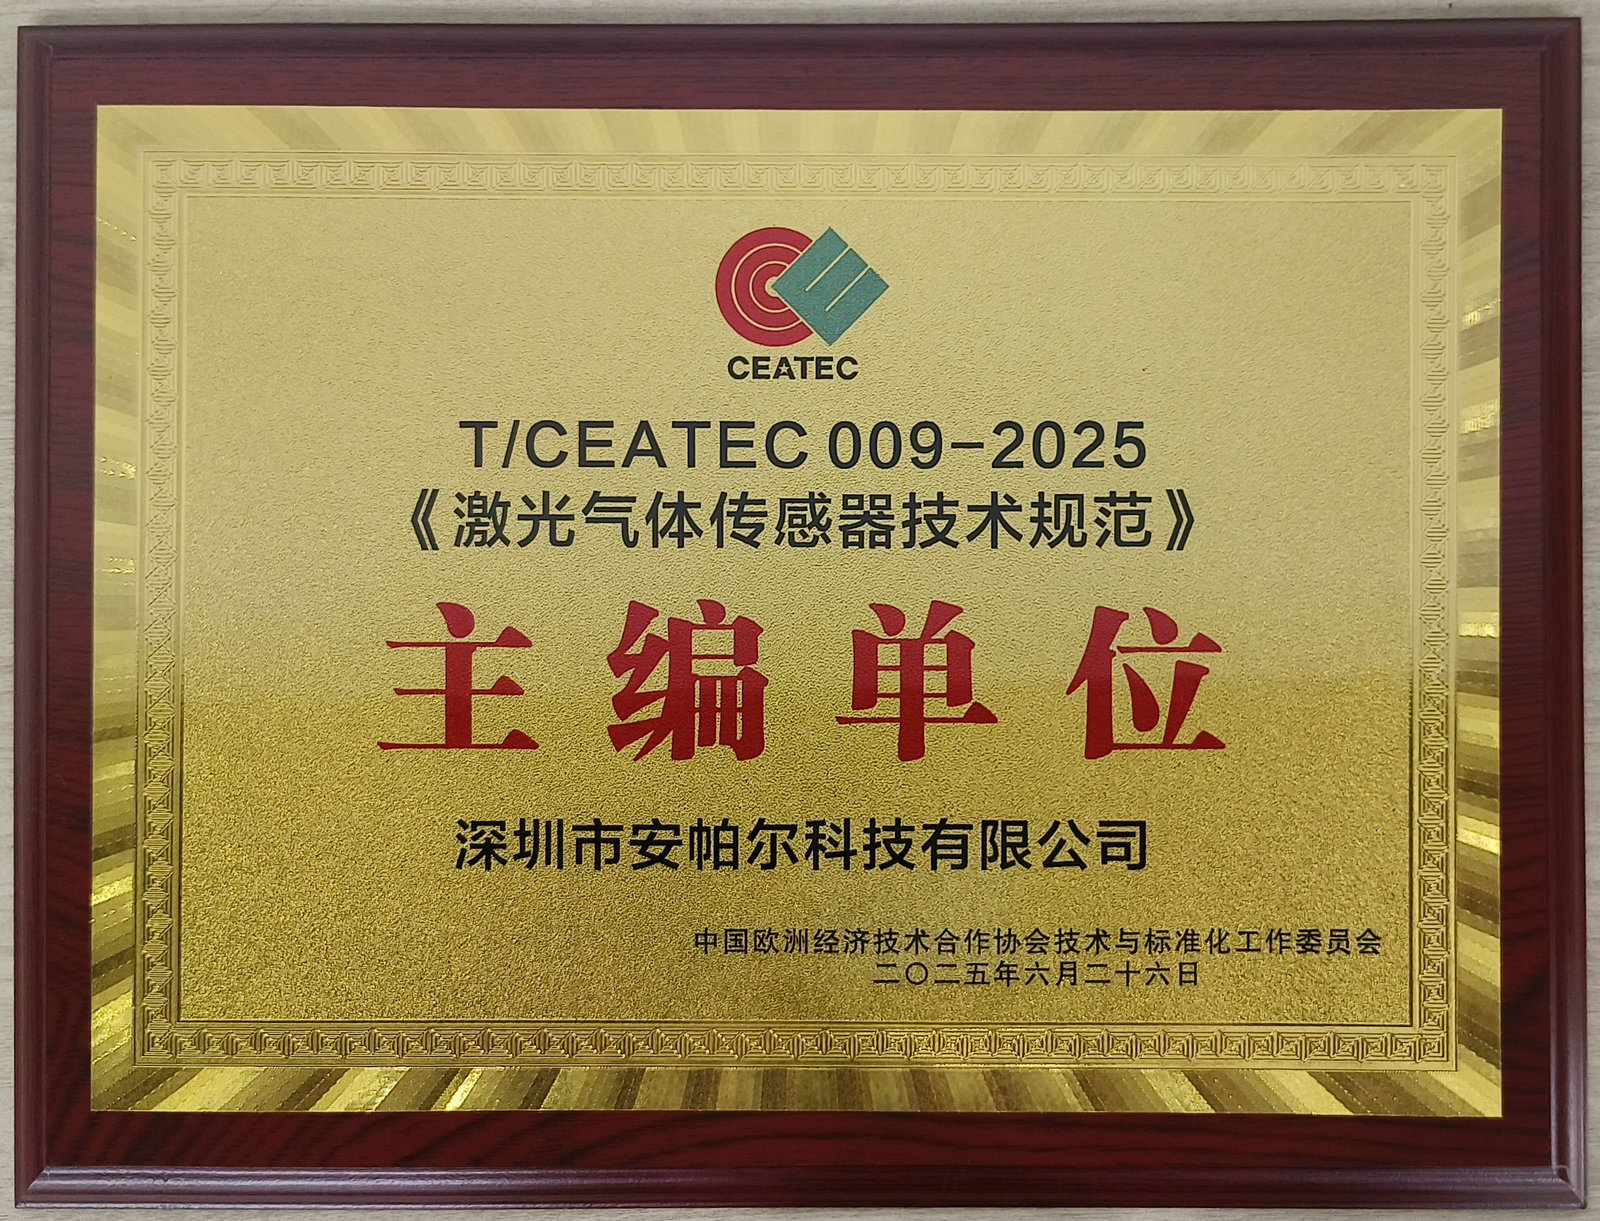 CEATEC
T/CEATEC 009-2025
《激光气体传感器技术规范》
主编单位
深圳市安帕尔科技有限公司
中国欧洲经济技术合作协会技术与标准化工作委员会
二〇二五年六月二十六日